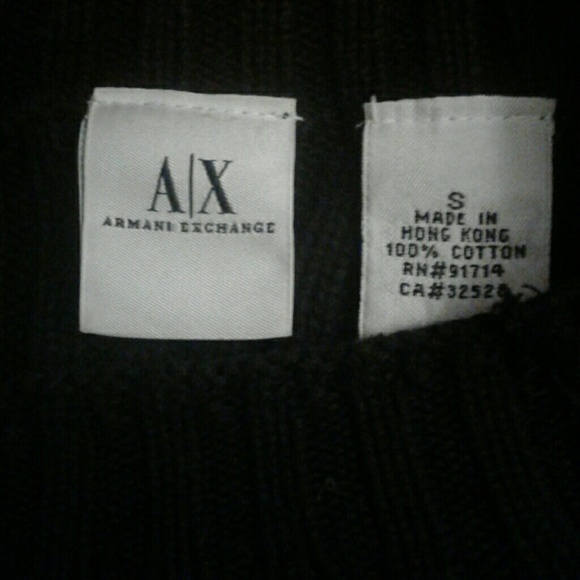 A|X
ARMANI EXCHANGE
S
MADE IN
HONG KONG
100% COTTON
RN#91714